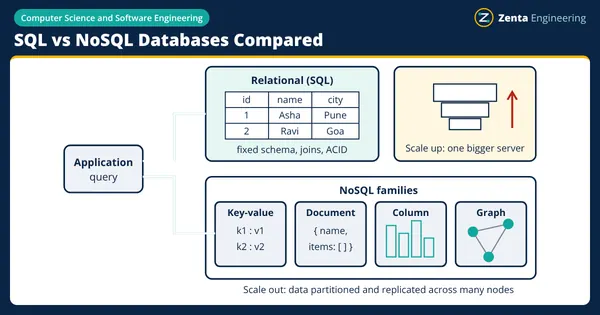 Computer Science and Software Engineering
Zenta Engineering
SQL vs NoSQL Databases Compared
Application
query
Relational (SQL)
id name city
1 Asha Pune
2 Ravi Goa
fixed schema, joins, ACID
Scale up: one bigger server
NoSQL families
Key-value
k1 : v1
k2 : v2
Document
{ name,
items: [ ] }
Column
Graph
Scale out: data partitioned and replicated across many nodes